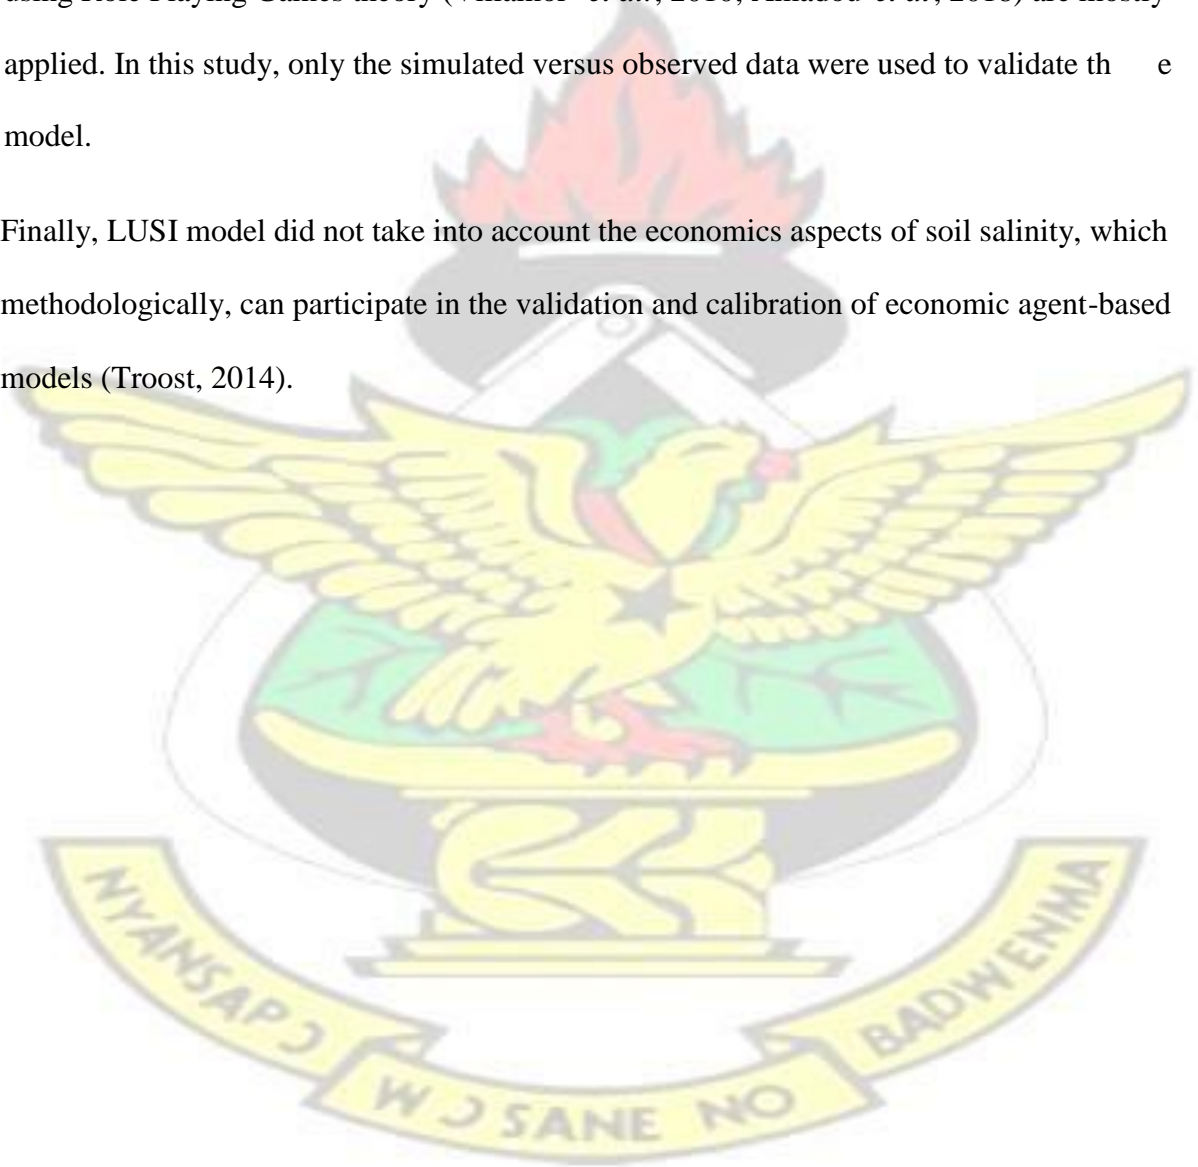 applied. In this study, only the simulated versus observed data were used to validate th e
model.
Finally, LUSI model did not take into account the economics aspects of soil salinity, which
methodologically, can participate in the validation and calibration of economic agent-based
models (Troost, 2014).
NYANSAPƆ
WƆSANE NO
BADWENMA